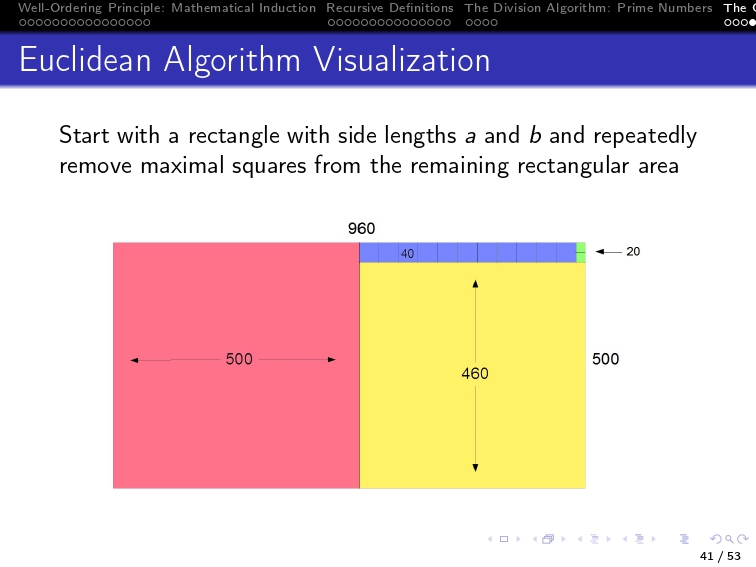 Well-Ordering Principle: Mathematical Induction Recursive Definitions The Division Algorithm: Prime Numbers The
Euclidean Algorithm Visualization
Start with a rectangle with side lengths a and b and repeatedly
remove maximal squares from the remaining rectangular area
960
40
20
500
460
500
41 / 53